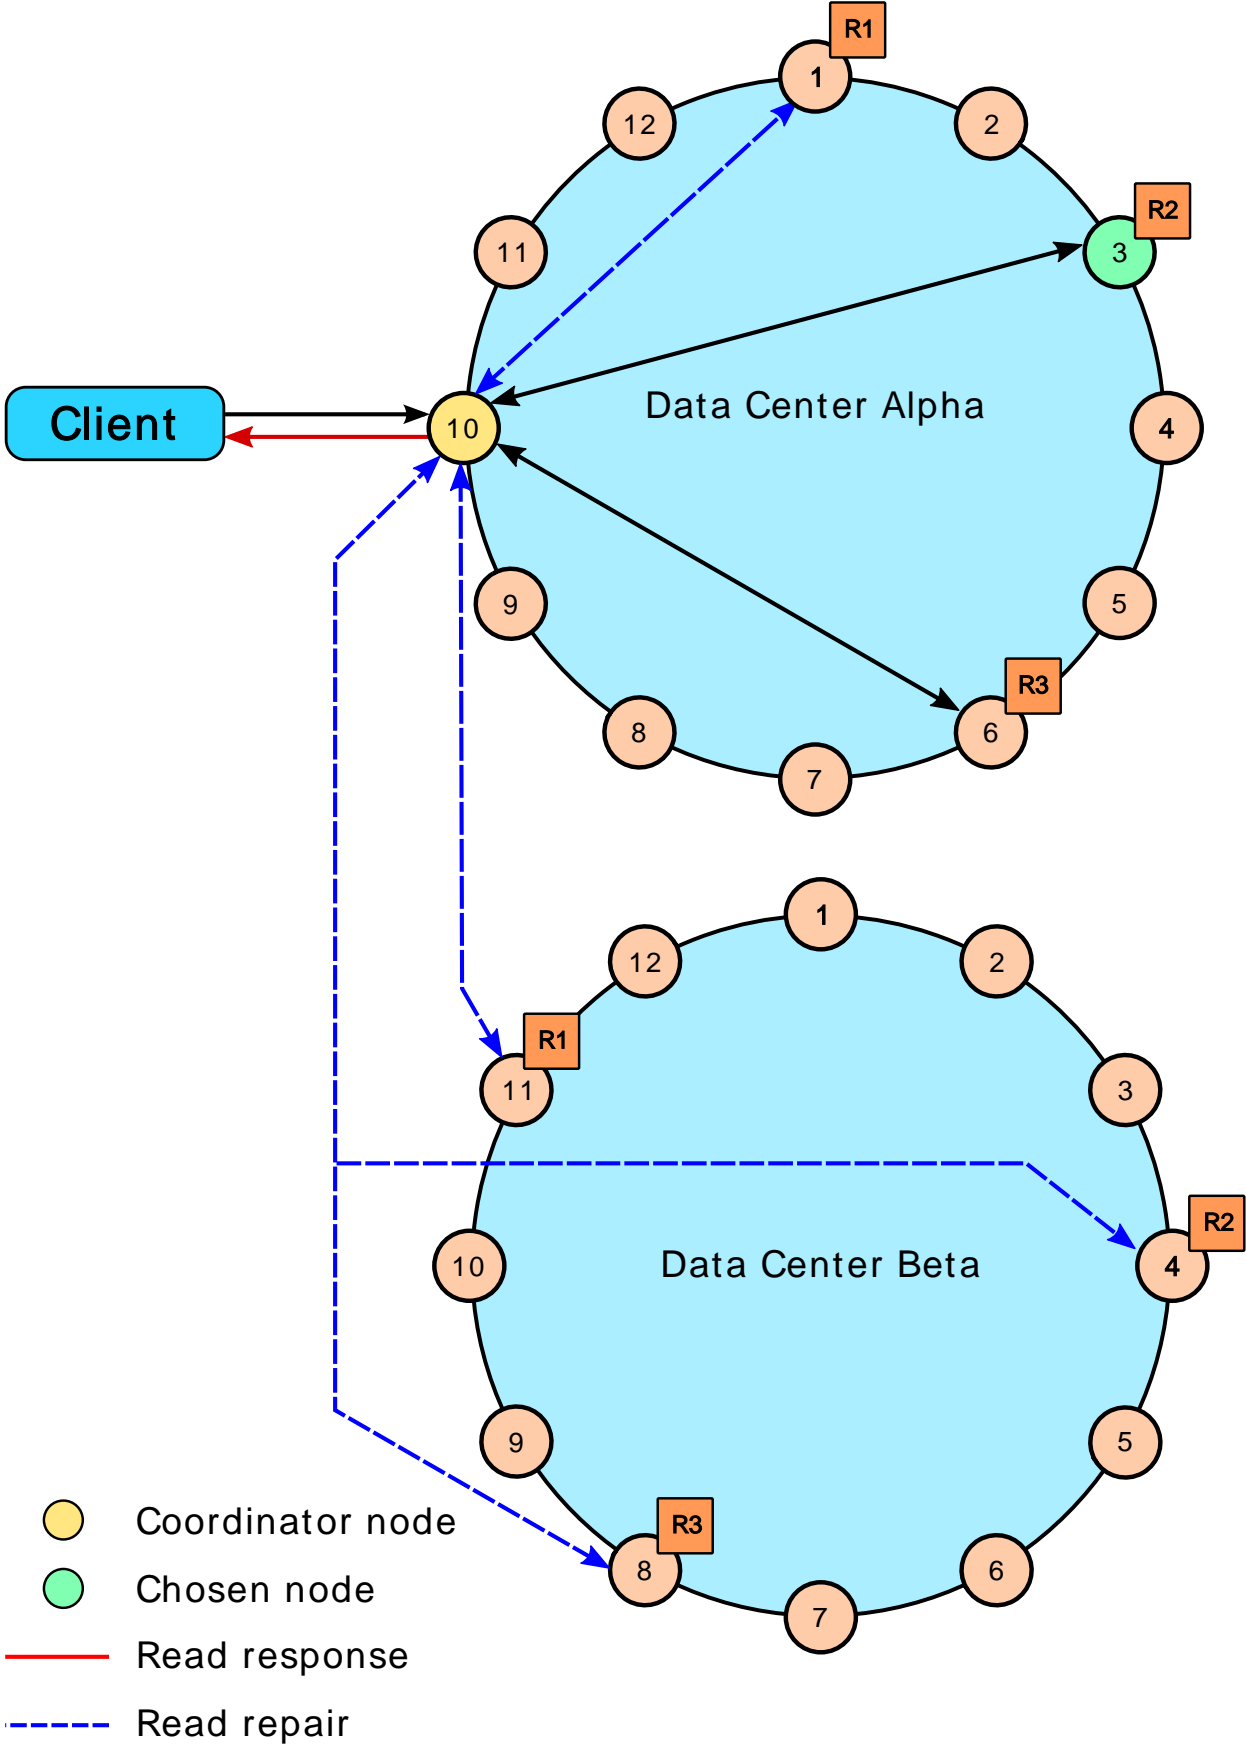 R1
1
12
2
R2
11
3
Data Center Alpha
Client
10
4
9
5
R3
8
6
7
1
12
2
R1
11
3
R2
10
Data Center Beta
4
9
5
R3
8
6
7
Coordinator node
Chosen node
Read response
Read repair